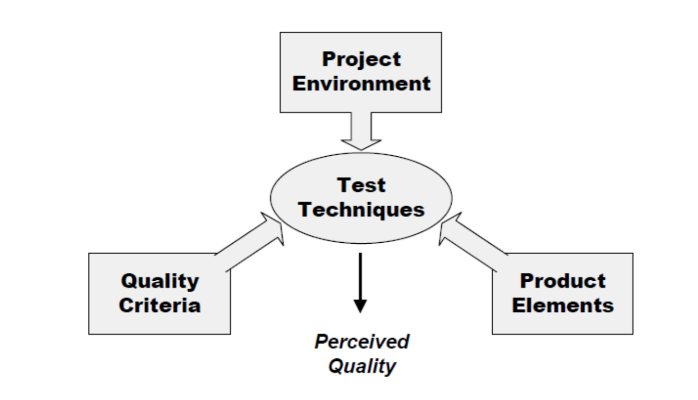 Project
Environment
Test
Techniques
Quality
Criteria
Product
Elements
Perceived
Quality